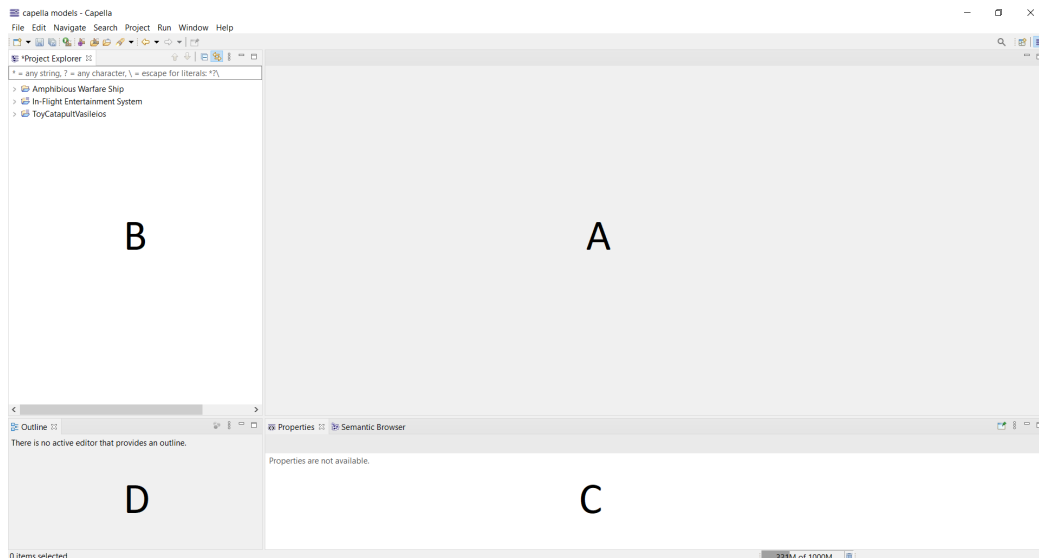 capella models - Capella
File Edit Navigate Search Project Run Window Help
*Project Explorer
* = any string, ? = any character, \ = escape for literals: *?\
Amphibious Warfare Ship
In-Flight Entertainment System
ToyCatapultVasileios
B
A
Outline
Properties Semantic Browser
There is no active editor that provides an outline.
Properties are not available.
D
C
0 items selected
331M of 1000M